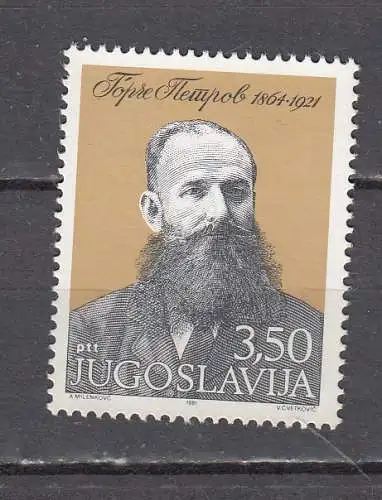 Ѓорче Петров 1864-1921
ptt
3,50
JUGOSLAVIJA
A. MILENKOVIĆ 1981 V. CVETKOVIĆ